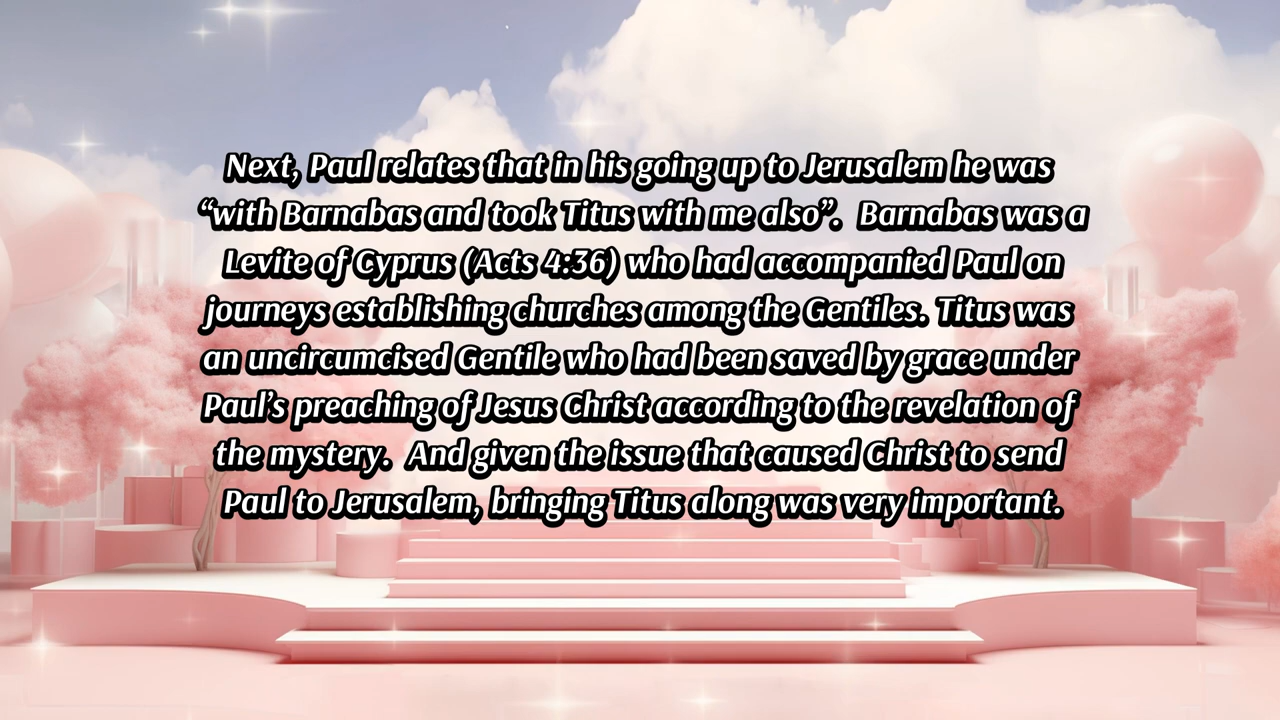 Next, Paul relates that in his going up to Jerusalem he was
“with Barnabas and took Titus with me also”.  Barnabas was a
Levite of Cyprus (Acts 4:36) who had accompanied Paul on
journeys establishing churches among the Gentiles. Titus was
an uncircumcised Gentile who had been saved by grace under
Paul’s preaching of Jesus Christ according to the revelation of
the mystery.  And given the issue that caused Christ to send
Paul to Jerusalem, bringing Titus along was very important.